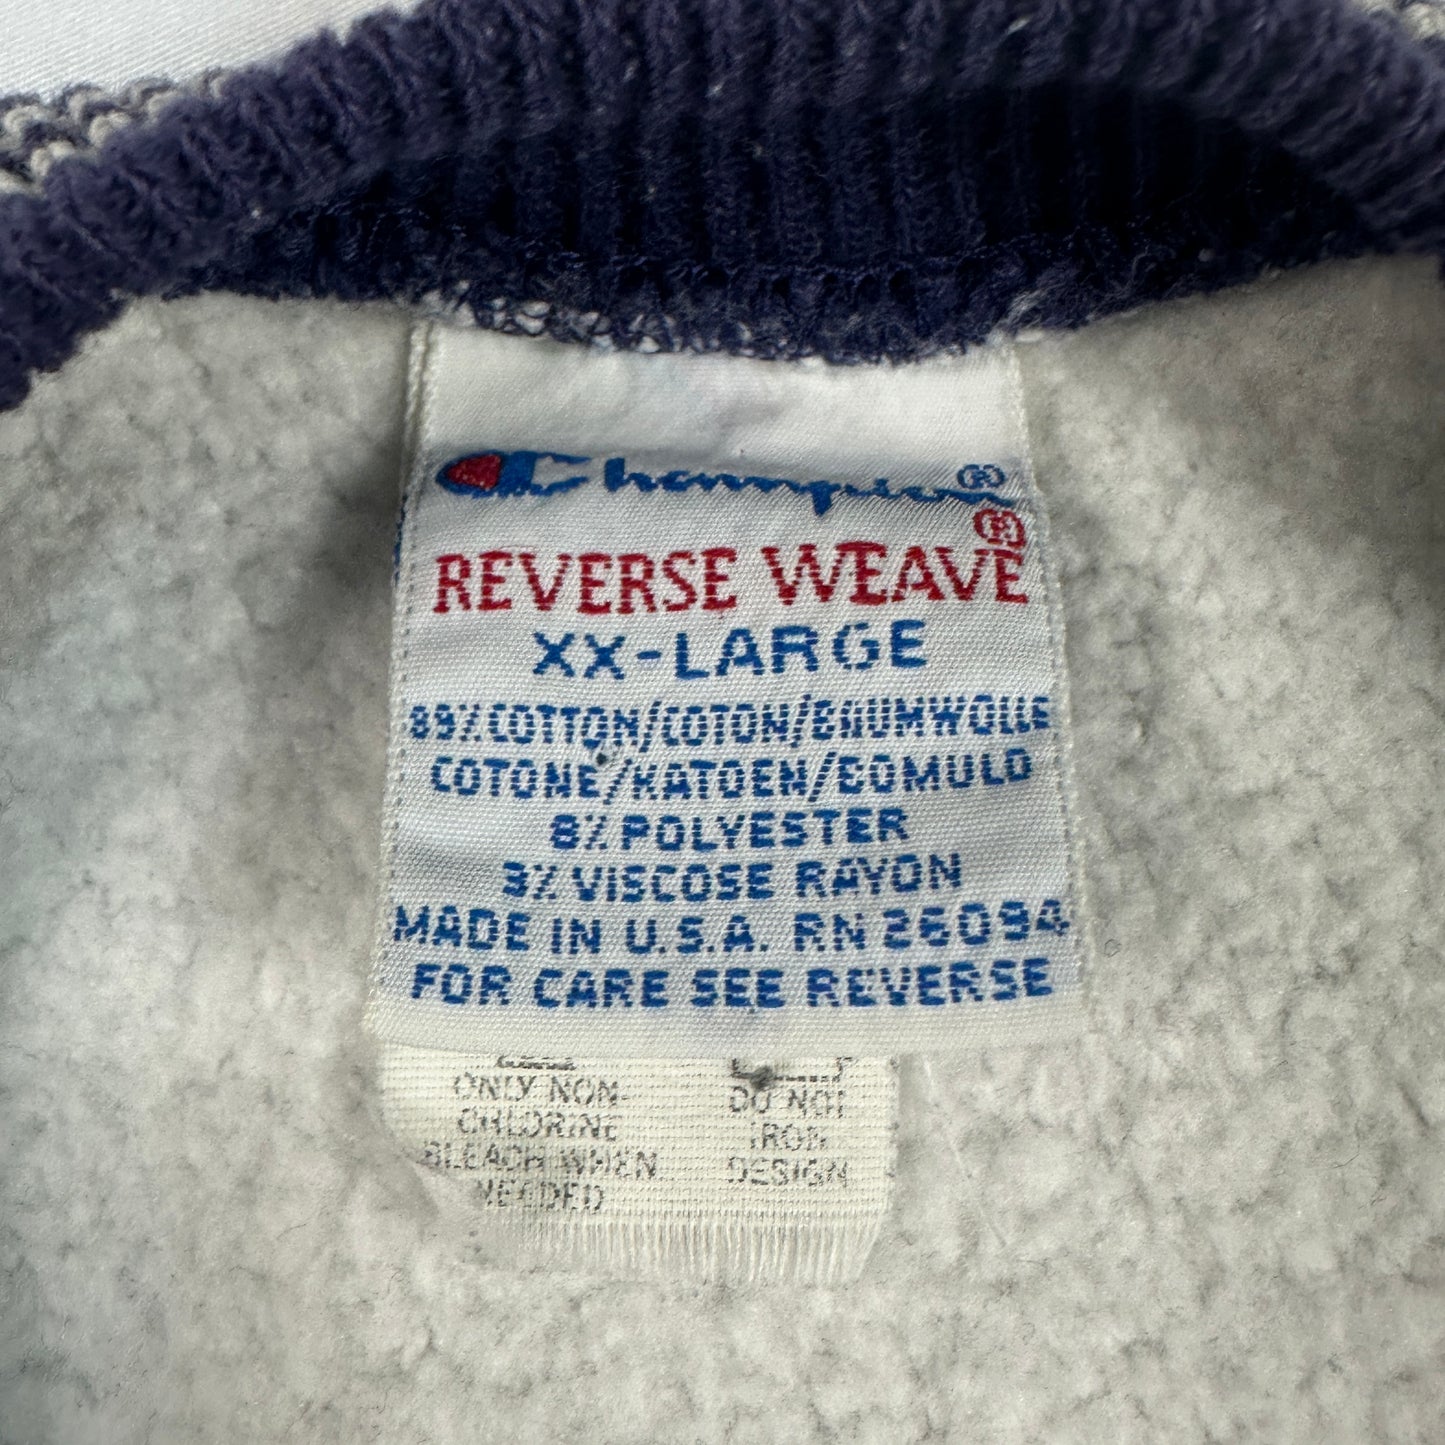 Champion®
REVERSE WEAVE®
XX-LARGE
89% COTTON/COTON/BAUMWOLLE
COTONE/KATOEN/BOMULD
8% POLYESTER
3% VISCOSE RAYON
MADE IN U.S.A. RN 26094
FOR CARE SEE REVERSE
ONLY NON-
CHLORINE
BLEACH WHEN
NEEDED
DO NOT
IRON
DESIGN